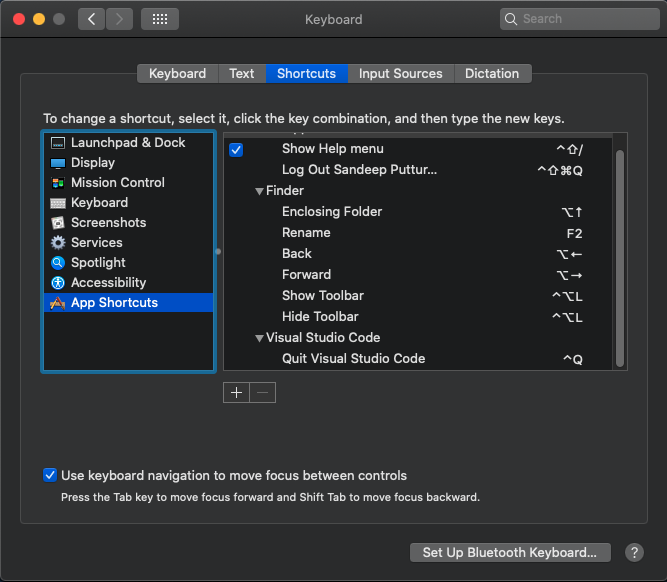 Keyboard
Search
Keyboard Text Shortcuts Input Sources Dictation
To change a shortcut, select it, click the key combination, and then type the new keys.
Launchpad & Dock
Display
Mission Control
Keyboard
Screenshots
Services
Spotlight
Accessibility
App Shortcuts
Show Help menu ^⇧/
Log Out Sandeep Puttur... ^⇧⌘Q
Finder
Enclosing Folder ⌥↑
Rename F2
Back ⌥←
Forward ⌥→
Show Toolbar ^⌥L
Hide Toolbar ^⌥L
Visual Studio Code
Quit Visual Studio Code ^Q
Use keyboard navigation to move focus between controls
Press the Tab key to move focus forward and Shift Tab to move focus backward.
Set Up Bluetooth Keyboard... ?